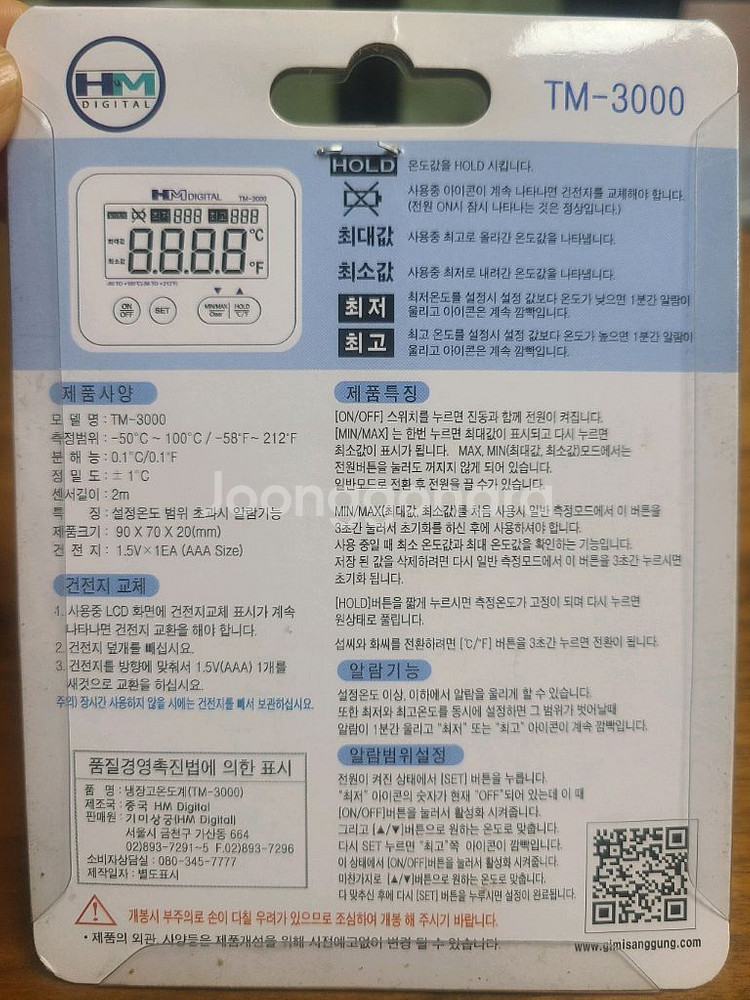 HM
DIGITAL
TM-3000
HM DIGITAL TM-3000
최저 888 최고 888
최대값
최소값
8.8.8.8 °C
°F
ON
OFF
SET
MIN/MAX
Clear
HOLD
℃/℉
HOLD 온도값을 HOLD 시킵니다.
사용중 아이콘이 계속 나타나면 건전지를 교체해야 합니다.
(전원 ON시 잠시 나타나는 것은 정상입니다.)
최대값 사용중 최고로 올라간 온도값을 나타냅니다.
최소값 사용중 최저로 내려간 온도값을 나타냅니다.
최저 최저온도를 설정시 설정 값보다 온도가 낮으면 1분간 알람이
울리고 아이콘은 계속 깜빡입니다.
최고 최고 온도를 설정시 설정 값보다 온도가 높으면 1분간 알람이
울리고 아이콘은 계속 깜빡입니다.
제품사양
모 델 명 : TM-3000
측정범위 : -50°C ~ 100°C / -58°F~ 212°F
분 해 능 : 0.1°C/0.1°F
정 밀 도 : ± 1°C
센서길이 : 2m
특 징 : 설정온도 범위 초과시 알람기능
제품크기 : 90 X 70 X 20(mm)
건 전 지 : 1.5V×1EA (AAA Size)
건전지 교체
1. 사용중 LCD 화면에 건전지교체 표시가 계속
나타나면 건전지 교환을 해야 합니다.
2. 건전지 덮개를 빼십시요.
3. 건전지를 방향에 맞춰서 1.5V(AAA) 1개를
새것으로 교환을 하십시요.
주의) 장시간 사용하지 않을 시에는 건전지를 빼서 보관하십시요.
품질경영촉진법에 의한 표시
품 명 : 냉장고온도계(TM-3000)
제조국 : 중국 HM Digital
판매원 : 기미상궁(HM Digital)
서울시 금천구 가산동 664
02)893-7291~5 F.02)893-7296
소비자상담실 : 080-345-7777
제작일자 : 별도표시
제품특징
[ON/OFF] 스위치를 누르면 진동과 함께 전원이 켜집니다.
[MIN/MAX] 는 한번 누르면 최대값이 표시되고 다시 누르면
최소값이 표시가 됩니다. MAX, MIN(최대값, 최소값)모드에서는
전원버튼을 눌러도 꺼지지 않게 되어 있습니다.
일반모드로 전환 후 전원을 끌 수가 있습니다.
MIN/MAX(최대값, 최소값)를 처음 사용시 일반 측정모드에서 이 버튼을
3초간 눌러서 초기화를 하신 후에 사용하셔야 합니다.
사용 중일 때 최소 온도값과 최대 온도값을 확인하는 기능입니다.
저장 된 값을 삭제하려면 다시 일반 측정모드에서 이 버튼을 3초간 누르시면
초기화 됩니다.
[HOLD]버튼을 짧게 누르시면 측정온도가 고정이 되며 다시 누르면
원상태로 풀립니다.
섭씨와 화씨를 전환하려면 [℃/℉] 버튼을 3초간 누르면 전환이 됩니다.
알람기능
설정온도 이상, 이하에서 알람을 울리게 할 수 있습니다.
또한 최저와 최고온도를 동시에 설정하면 그 범위가 벗어날때
알람이 1분간 울리고 "최저" 또는 "최고" 아이콘이 계속 깜빡입니다.
알람범위설정
전원이 켜진 상태에서 [SET] 버튼을 누릅니다.
"최저" 아이콘의 숫자가 현재 "OFF"되어 있는데 이 때
[ON/OFF]버튼을 눌러서 활성화 시켜줍니다.
그리고 [▲/▼]버튼으로 원하는 온도로 맞춥니다.
다시 SET 누르면 "최고"쪽 아이콘이 깜빡입니다.
이 상태에서 [ON/OFF]버튼을 눌러서 활성화 시켜줍니다.
마찬가지로 [▲/▼]버튼으로 원하는 온도로 맞춥니다.
다 맞추신 후에 다시 [SET] 버튼을 누루시면 설정이 완료됩니다.
개봉시 부주의로 손이 다칠 우려가 있으므로 조심하여 개봉 해 주시기 바랍니다.
• 제품의 외관, 사양등은 제품개선을 위해 사전예고없이 변경 될 수 있습니다.
www.gimisanggung.com
Joongonara